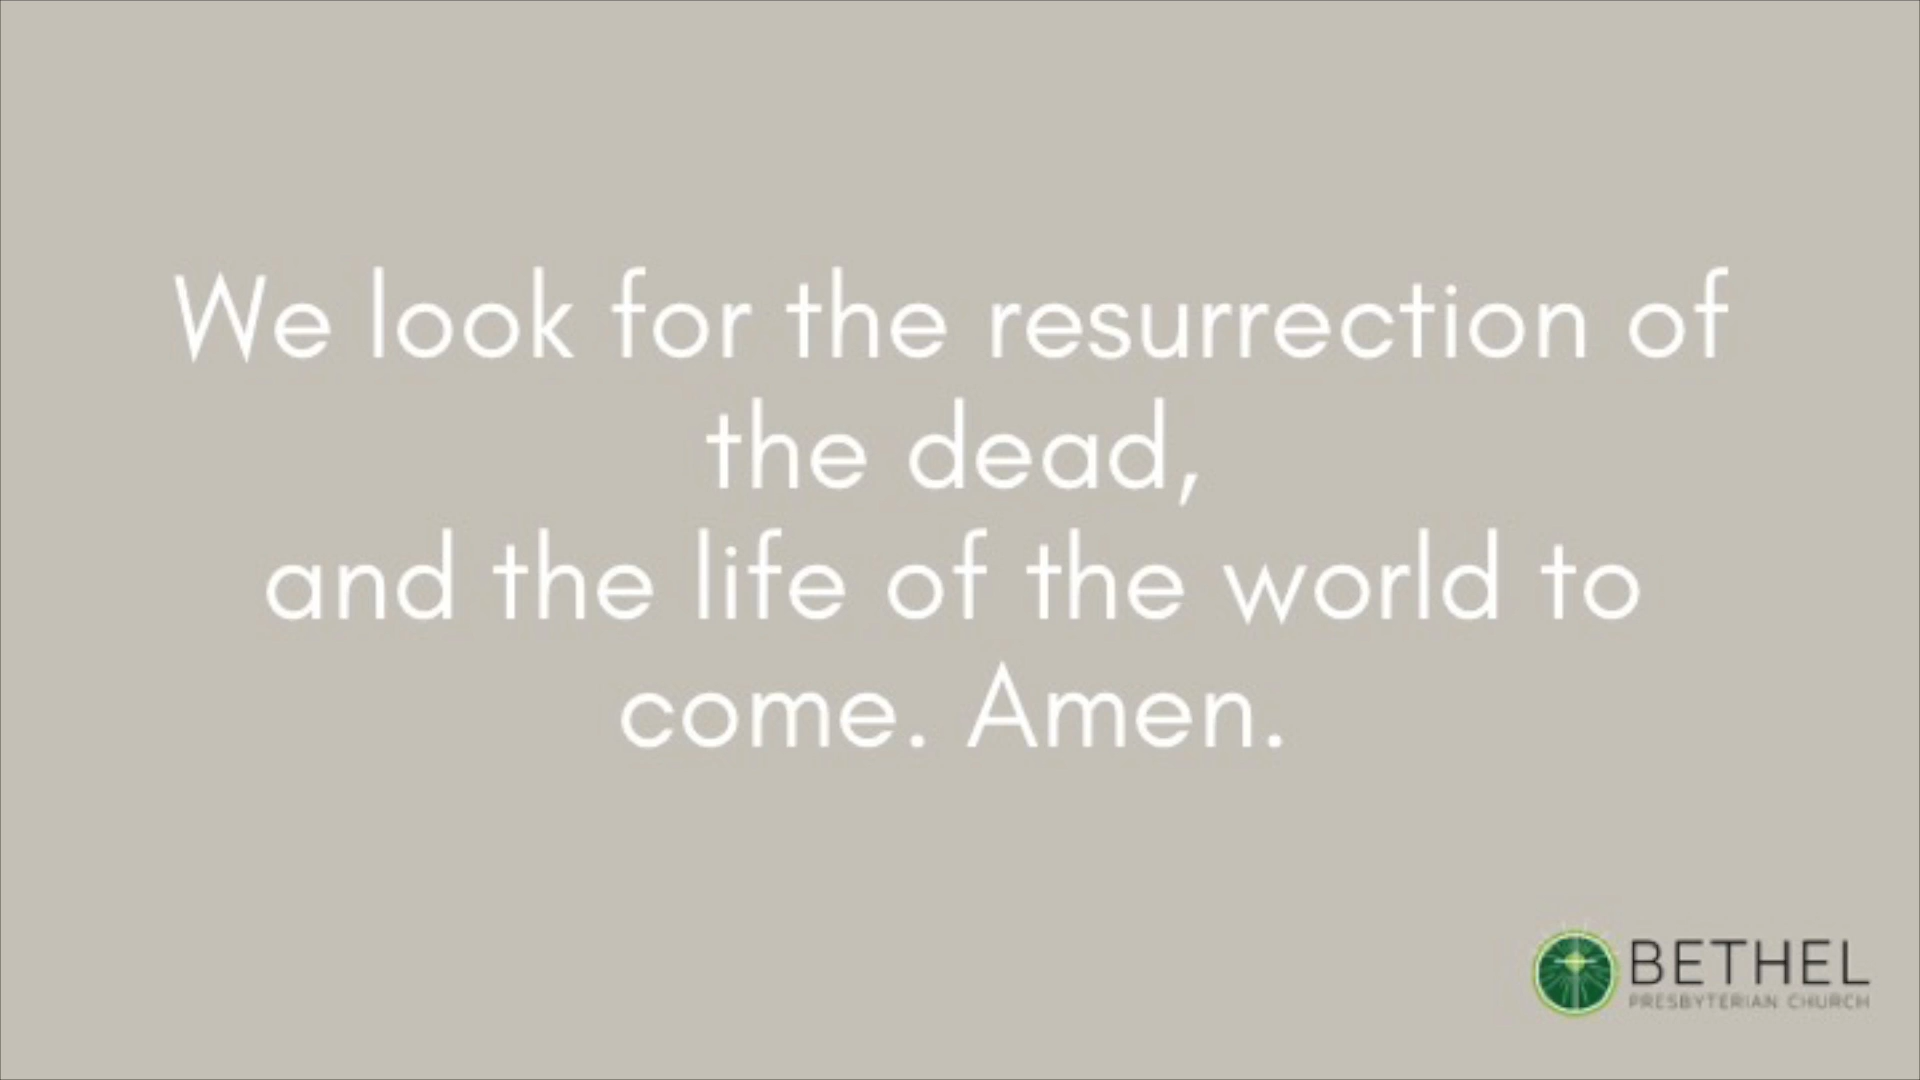 We look for the resurrection of
the dead,
and the life of the world to
come. Amen.
BETHEL
PRESBYTERIAN CHURCH